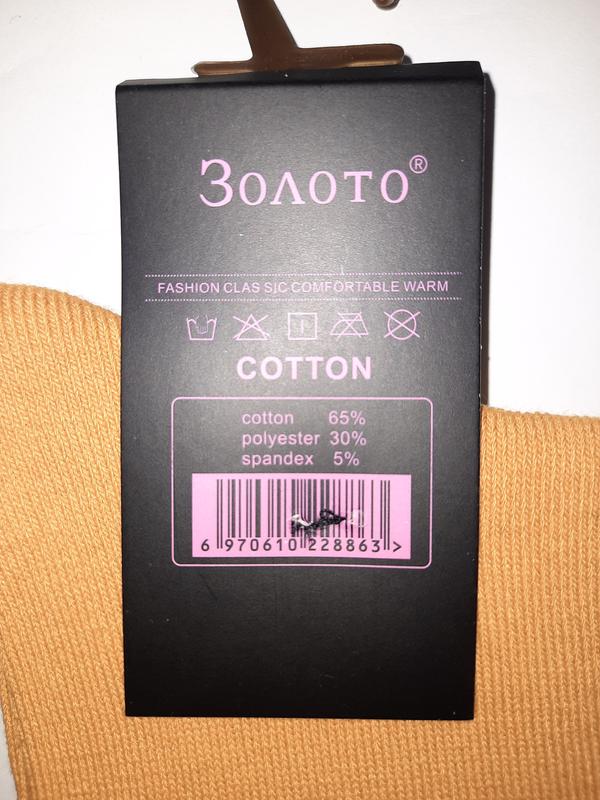 Золото®
FASHION CLAS SIC COMFORTABLE WARM
COTTON
cotton 65%
polyester 30%
spandex 5%
6 970610 228863 >